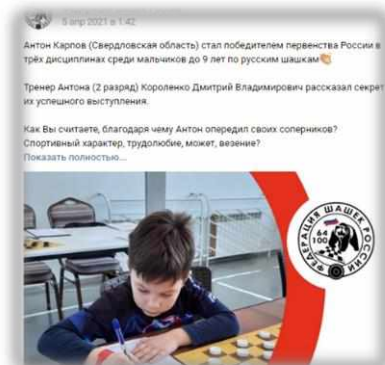 5 апр 2021 в 1:42
Антон Карпов (Свердловская область) стал победителем первенства России в
трёх дисциплинах среди мальчиков до 9 лет по русским шашкам👏
Тренер Антона (2 разряд) Короленко Дмитрий Владимирович рассказал секрет
их успешного выступления.
Как Вы считаете, благодаря чему Антон опередил своих соперников?
Спортивный характер, трудолюбие, может, везение?
Показать полностью...
ФЕДЕРАЦИЯ ШАШЕК РОССИИ
64
100